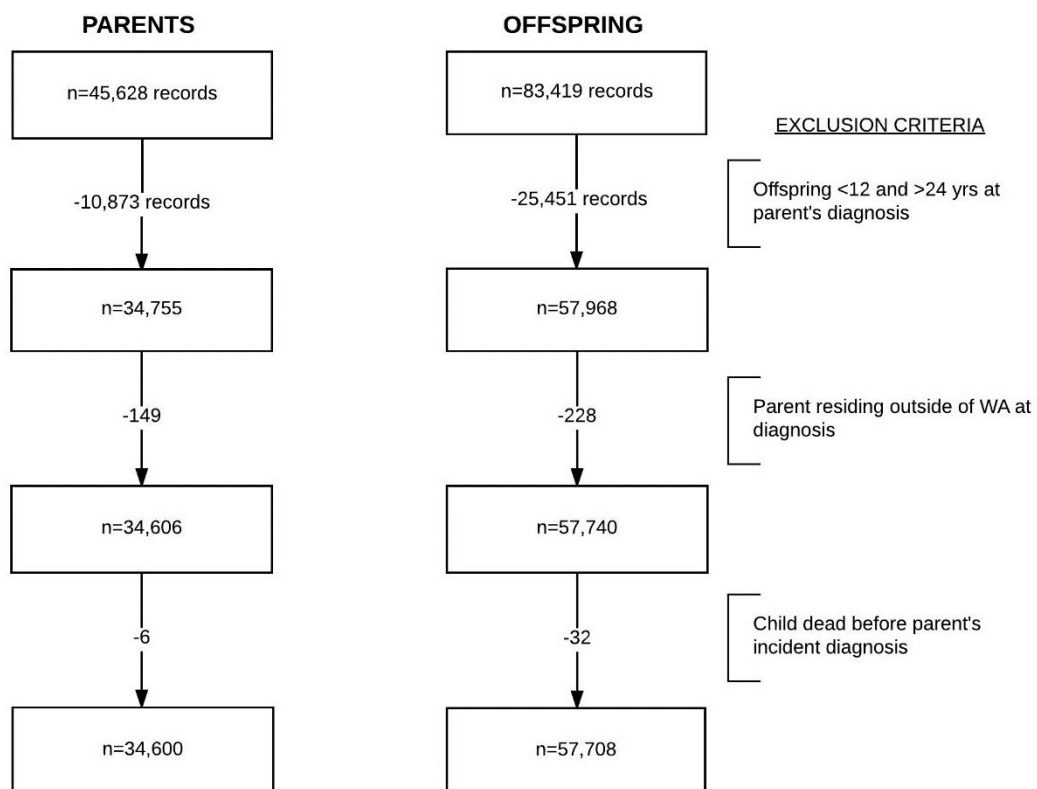 PARENTS
OFFSPRING
n=45,628 records
n=83,419 records
EXCLUSION CRITERIA
-10,873 records
-25,451 records
Offspring <12 and >24 yrs at
parent's diagnosis
n=34,755
n=57,968
-149
-228
Parent residing outside of WA at
diagnosis
n=34,606
n=57,740
-6
-32
Child dead before parent's
incident diagnosis
n=34,600
n=57,708